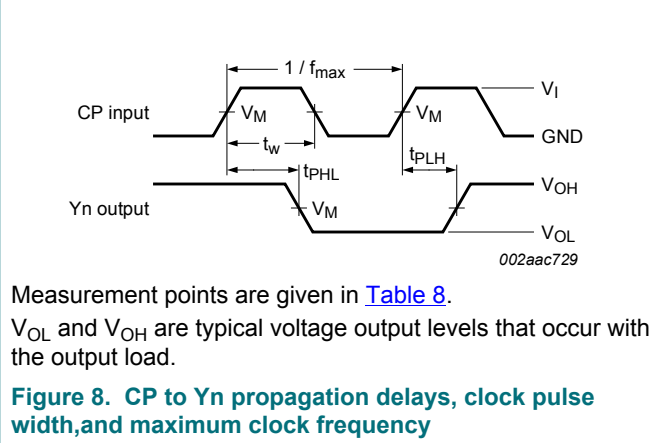 1 / fmax
VI
CP input
VM
VM
GND
tw
tPLH
tPHL
VOH
Yn output
VM
VOL
002aac729
Measurement points are given in Table 8.
VOL and VOH are typical voltage output levels that occur with
the output load.
Figure 8. CP to Yn propagation delays, clock pulse
width,and maximum clock frequency